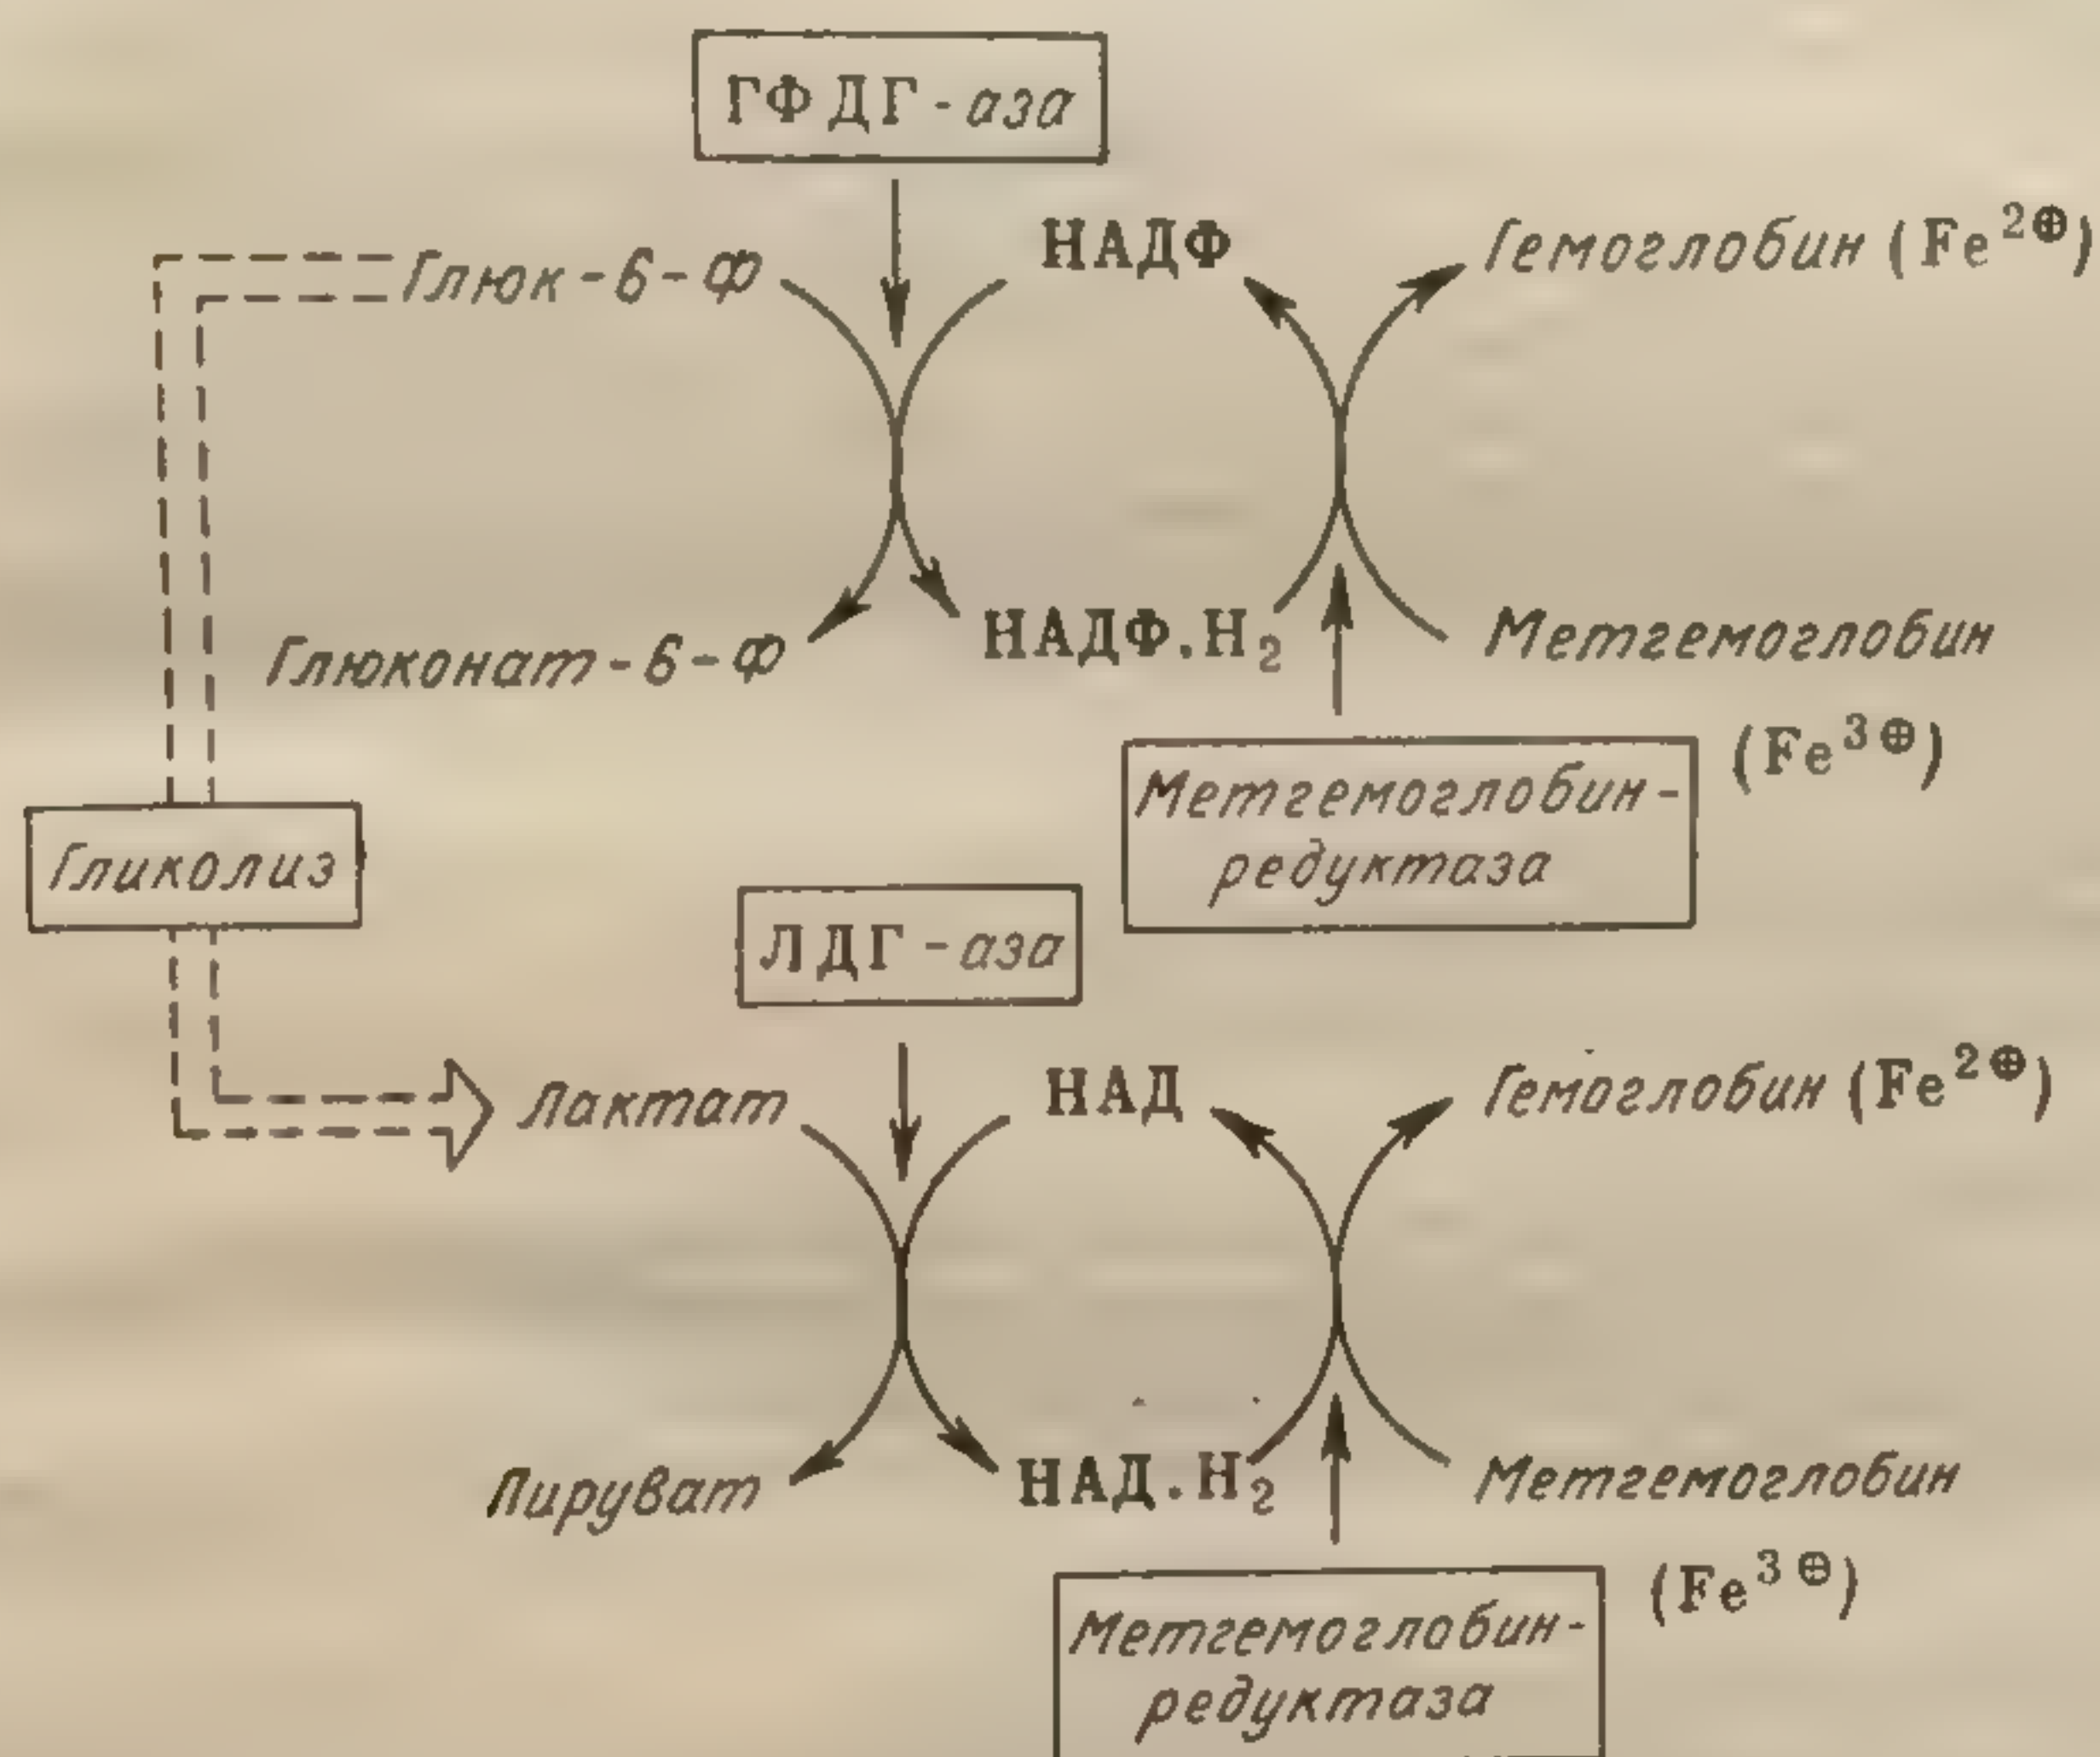 ГФДГ-аза
Глюк-6-Ф
НАДФ
Гемоглобин (Fe²⊕)
Глюконат-6-Ф
НАДФ.Н₂
Метгемоглобин
(Fe³⊕)
Метгемоглобин-
редуктаза
Гликолиз
ЛДГ-аза
Лактат
НАД
Гемоглобин (Fe²⊕)
Пируват
НАД.Н₂
Метгемоглобин
(Fe³⊕)
Метгемоглобин-
редуктаза